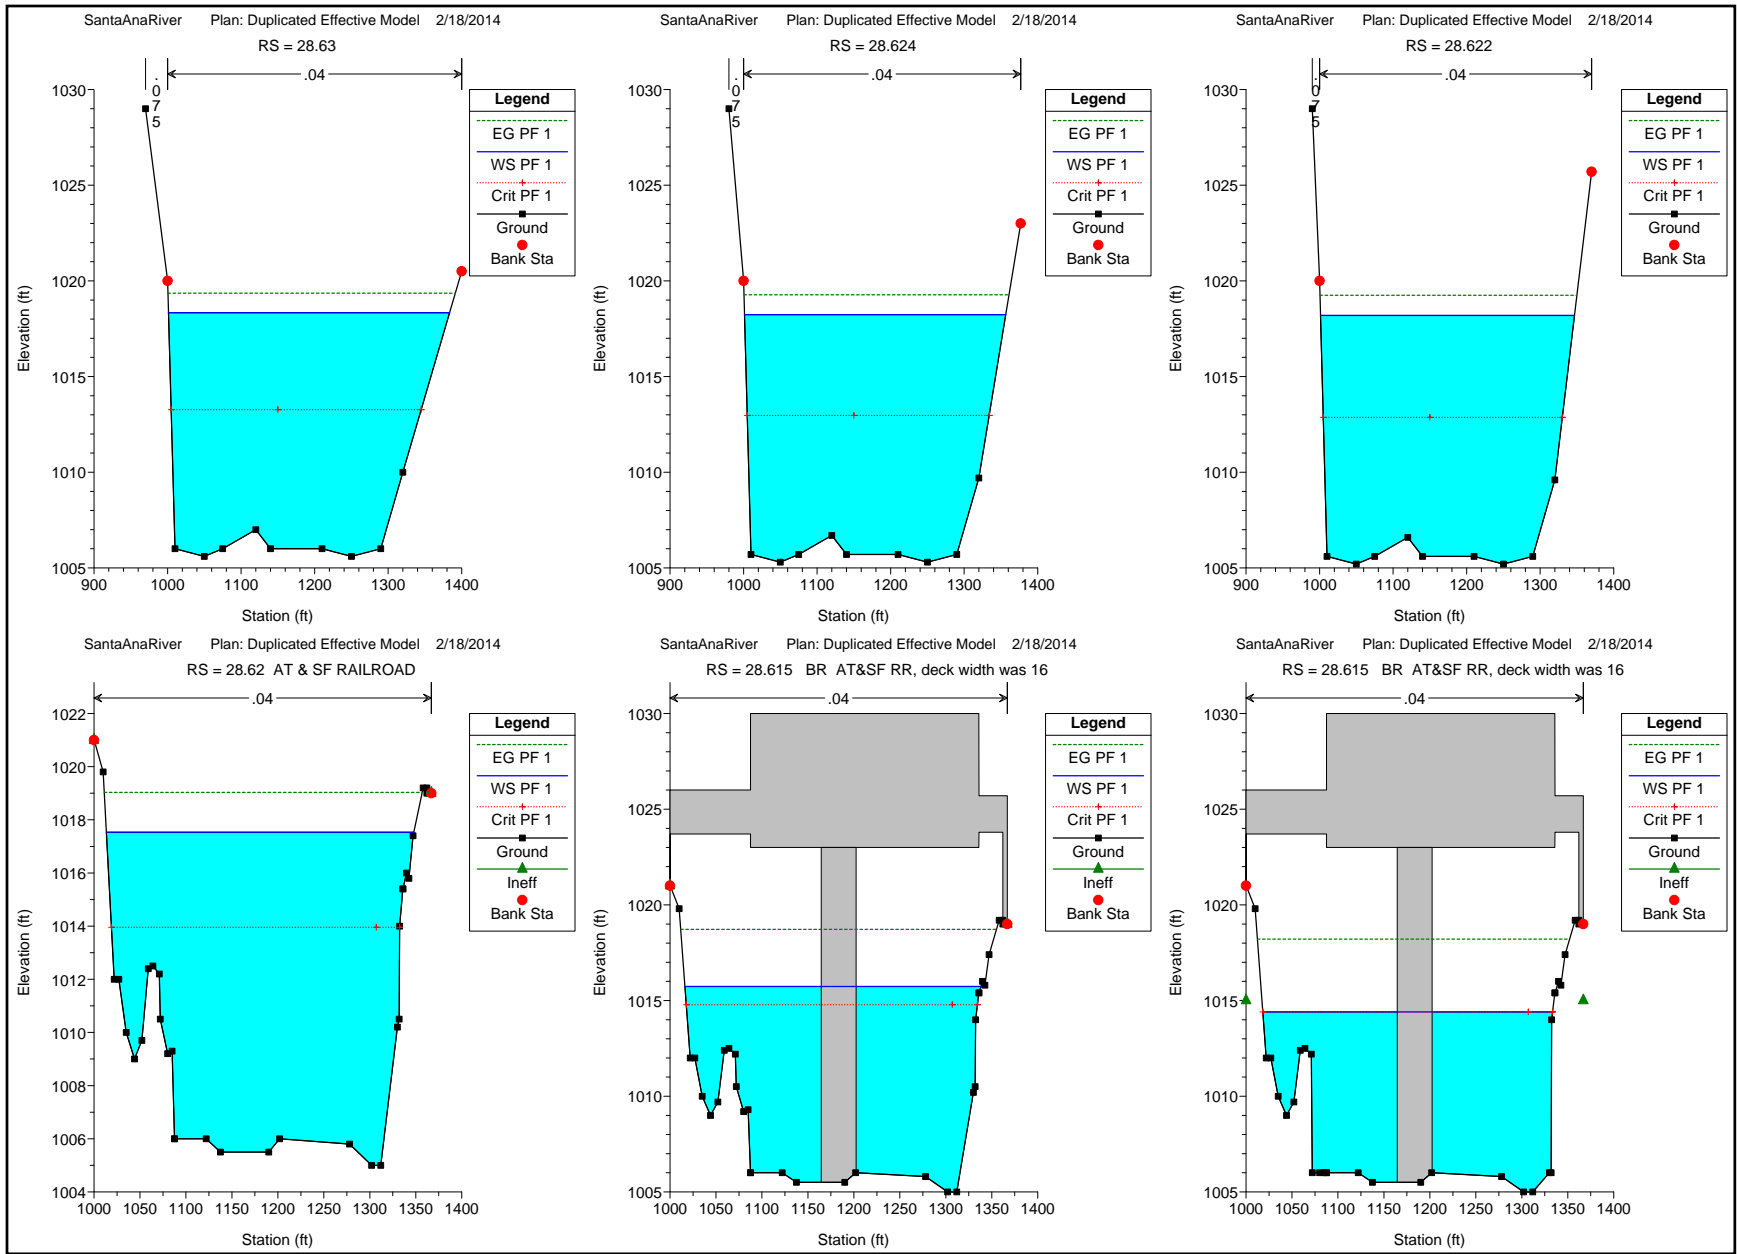 SantaAnaRiver Plan: Duplicated Effective Model 2/18/2014
RS = 28.63
.075
.04
1030
1025
1020
1015
1010
1005
Elevation (ft)
900 1000 1100 1200 1300 1400
Station (ft)
Legend
EG PF 1
WS PF 1
Crit PF 1
Ground
Bank Sta
SantaAnaRiver Plan: Duplicated Effective Model 2/18/2014
RS = 28.624
.075
.04
1030
1025
1020
1015
1010
1005
Elevation (ft)
900 1000 1100 1200 1300 1400
Station (ft)
Legend
EG PF 1
WS PF 1
Crit PF 1
Ground
Bank Sta
SantaAnaRiver Plan: Duplicated Effective Model 2/18/2014
RS = 28.622
.075
.04
1030
1025
1020
1015
1010
1005
Elevation (ft)
900 1000 1100 1200 1300 1400
Station (ft)
Legend
EG PF 1
WS PF 1
Crit PF 1
Ground
Bank Sta
SantaAnaRiver Plan: Duplicated Effective Model 2/18/2014
RS = 28.62 AT & SF RAILROAD
.04
1022
1020
1018
1016
1014
1012
1010
1008
1006
1004
Elevation (ft)
1000 1050 1100 1150 1200 1250 1300 1350 1400
Station (ft)
Legend
EG PF 1
WS PF 1
Crit PF 1
Ground
Ineff
Bank Sta
SantaAnaRiver Plan: Duplicated Effective Model 2/18/2014
RS = 28.615 BR AT&SF RR, deck width was 16
.04
1030
1025
1020
1015
1010
1005
Elevation (ft)
1000 1050 1100 1150 1200 1250 1300 1350 1400
Station (ft)
Legend
EG PF 1
WS PF 1
Crit PF 1
Ground
Ineff
Bank Sta
SantaAnaRiver Plan: Duplicated Effective Model 2/18/2014
RS = 28.615 BR AT&SF RR, deck width was 16
.04
1030
1025
1020
1015
1010
1005
Elevation (ft)
1000 1050 1100 1150 1200 1250 1300 1350 1400
Station (ft)
Legend
EG PF 1
WS PF 1
Crit PF 1
Ground
Ineff
Bank Sta